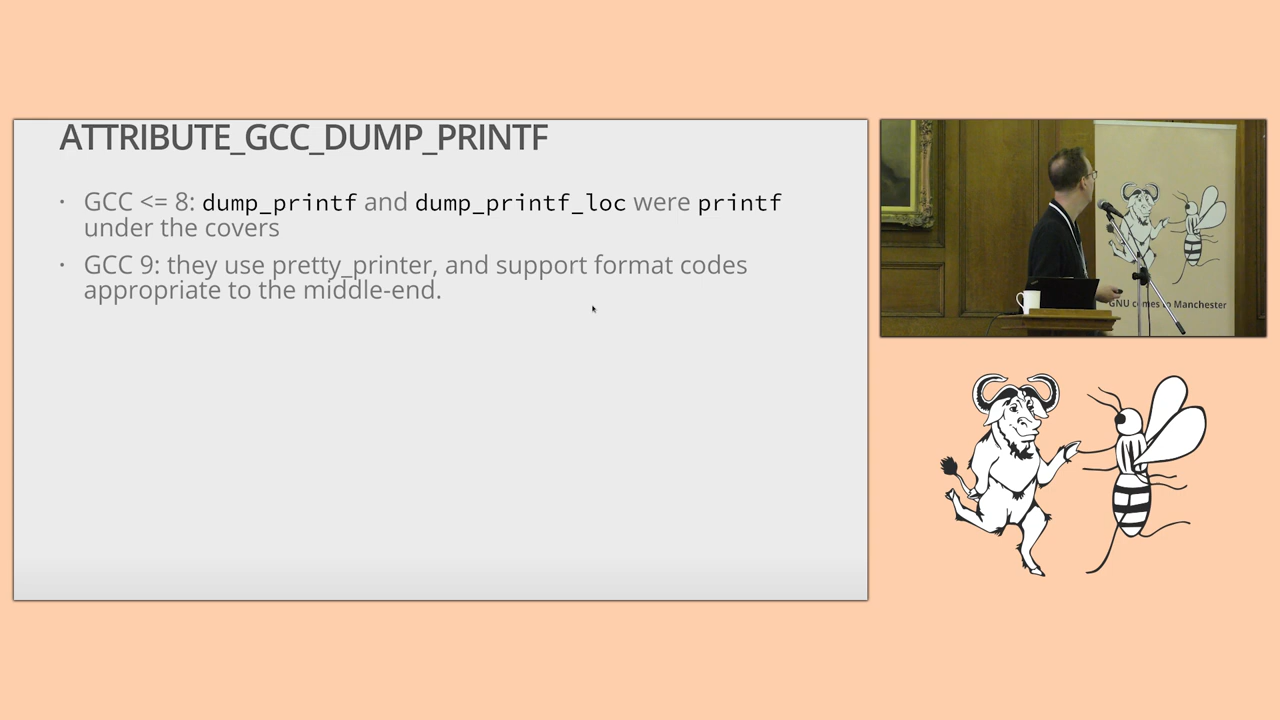 ATTRIBUTE_GCC_DUMP_PRINTF
· GCC <= 8: dump_printf and dump_printf_loc were printf
under the covers
· GCC 9: they use pretty_printer, and support format codes
appropriate to the middle-end.
GNU comes to Manchester